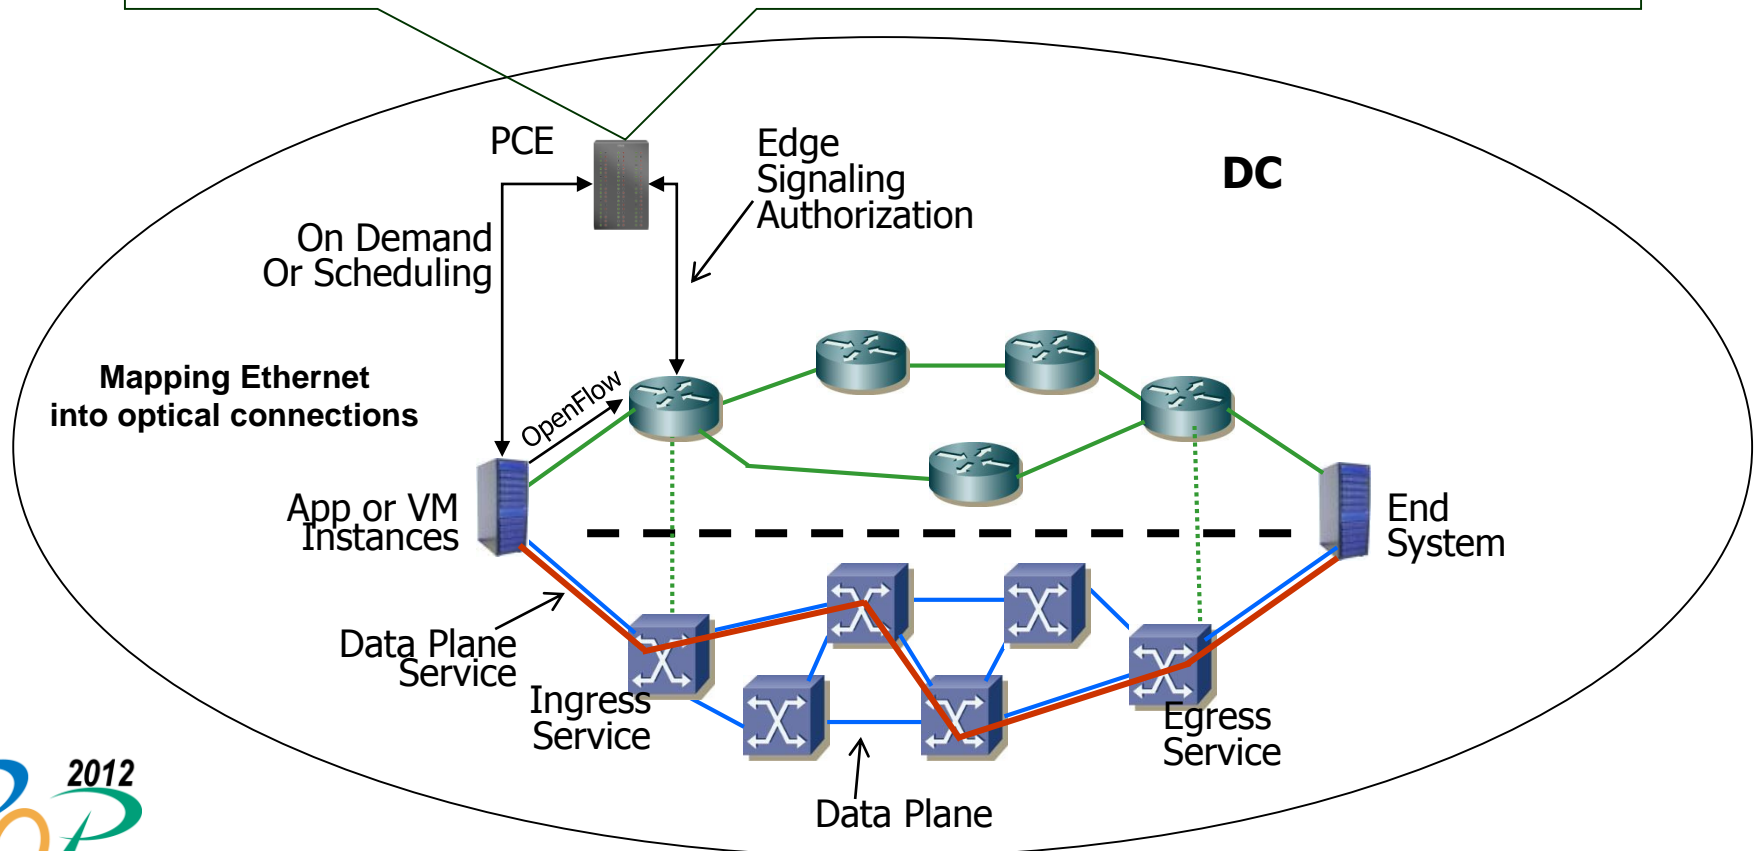 PCE
Edge
Signaling
Authorization
DC
On Demand
Or Scheduling
Mapping Ethernet
into optical connections
OpenFlow
App or VM
Instances
End
System
Data Plane
Service
Ingress
Service
Egress
Service
Data Plane
2012